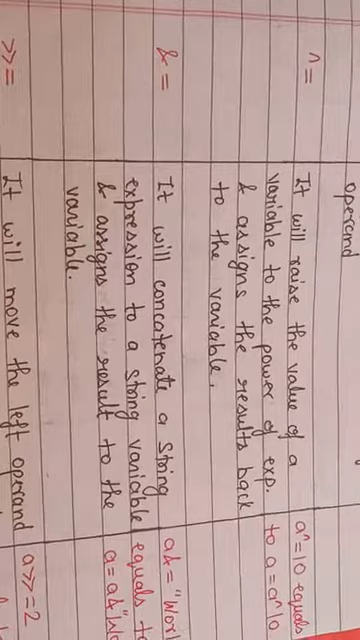 operand
^= It will raise the value of a a^=10 equals
variable to the power of exp. to a=a^10
& assigns the results back
to the variable.
&= It will concatenate a string a&="Wor
expression to a string variable equals to
& assigns the result to the a=a&"Wo
variable.
>>= It will move the left operand a>>=2